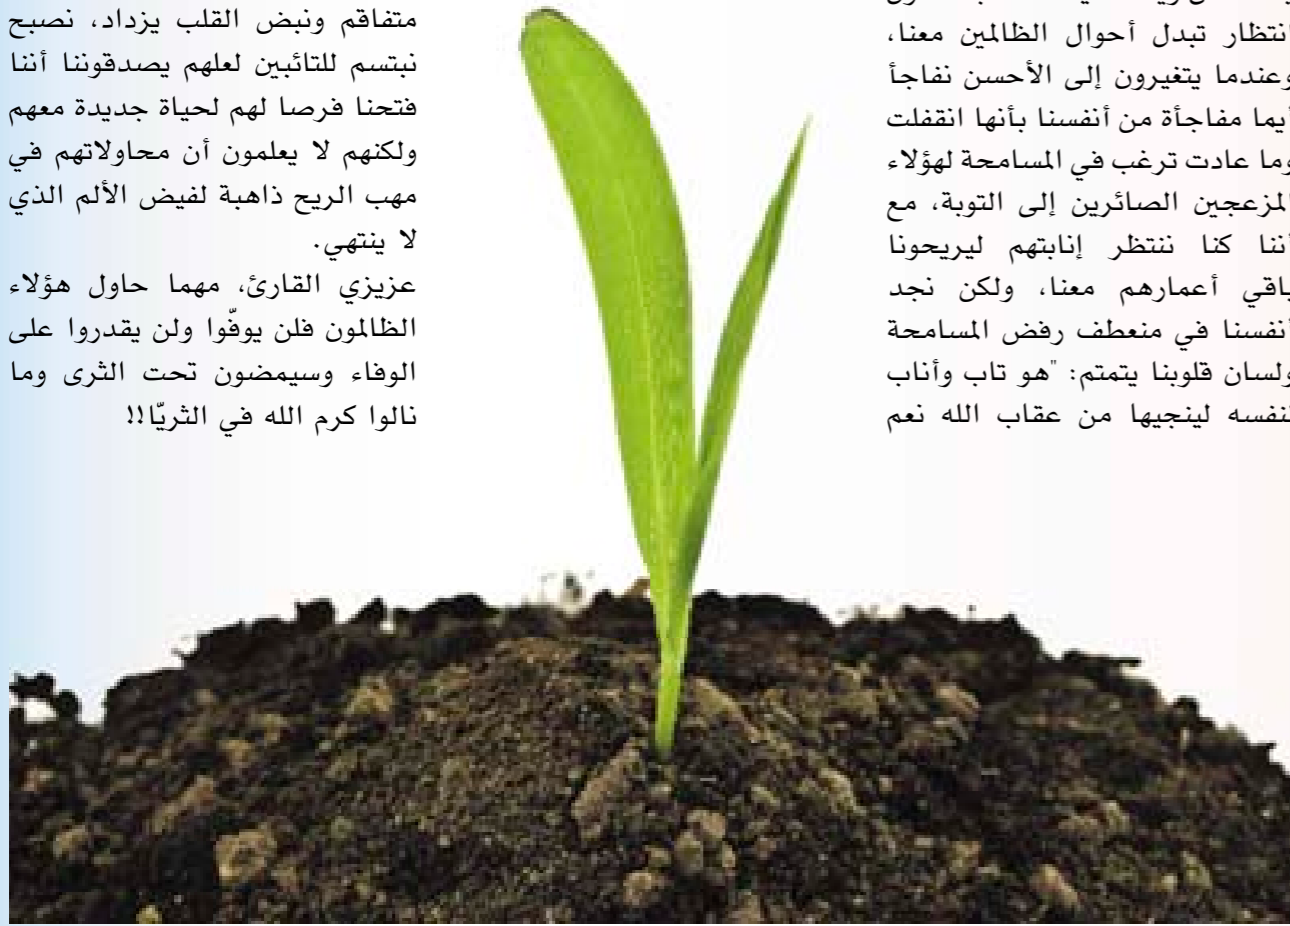 انتظار تبدل أحوال الظالمين معنا،
وعندما يتغيرون إلى الأحسن نفاجأ
أيما مفاجأة من أنفسنا بأنها انقفلت
وما عادت ترغب في المسامحة لهؤلاء
المزعجين الصائرين إلى التوبة، مع
أننا كنا ننتظر إنابتهم ليريحونا
باقي أعمارهم معنا، ولكن نجد
أنفسنا في منعطف رفض المسامحة
ولسان قلوبنا يتمتم: "هو تاب وأناب
لنفسه لينجيها من عقاب الله نعم
متفاقم ونبض القلب يزداد، نصبح
نبتسم للتائبين لعلهم يصدقوننا أننا
فتحنا فرصا لهم لحياة جديدة معهم
ولكنهم لا يعلمون أن محاولاتهم في
مهب الريح ذاهبة لفيض الألم الذي
لا ينتهي.
عزيزي القارئ، مهما حاول هؤلاء
الظالمون فلن يوفّوا ولن يقدروا على
الوفاء وسيمضون تحت الثرى وما
نالوا كرم الله في الثريّا!!